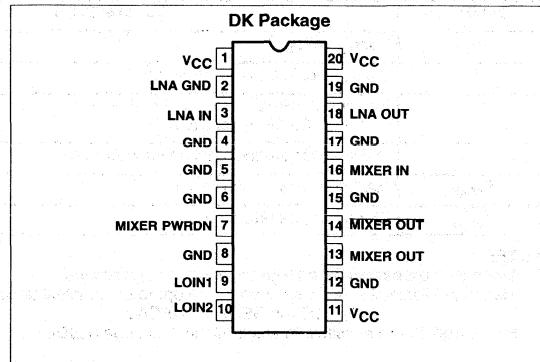 DK Package
VCC 1 20 VCC
LNA GND 2 19 GND
LNA IN 3 18 LNA OUT
GND 4 17 GND
GND 5 16 MIXER IN
GND 6 15 GND
MIXER PWRDN 7 14 MIXER OUT
GND 8 13 MIXER OUT
LOIN1 9 12 GND
LOIN2 10 11 VCC